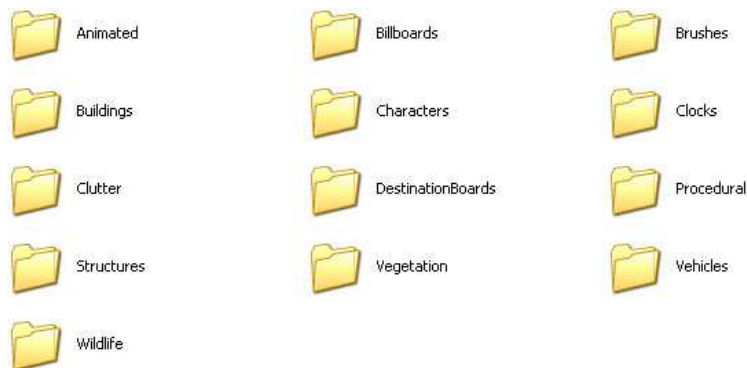 Animated Billboards Brushes
Buildings Characters Clocks
Clutter DestinationBoards Procedural
Structures Vegetation Vehicles
Wildlife